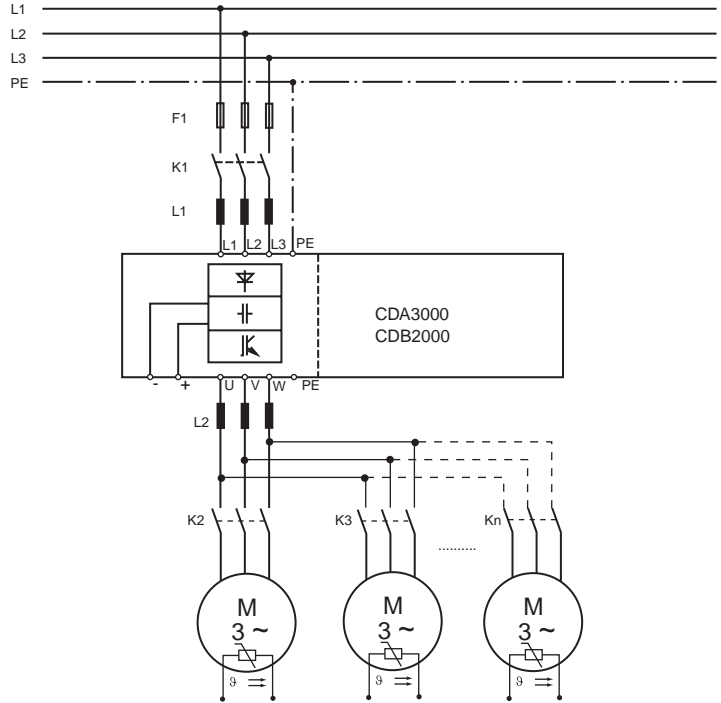 L1
L2
L3
PE
F1
K1
L1
L1 L2 L3 PE
CDA3000
CDB2000
- + U V W PE
L2
K2 K3 Kn
..........
M M M
3 ~ 3 ~ 3 ~
ϑ ϑ ϑ